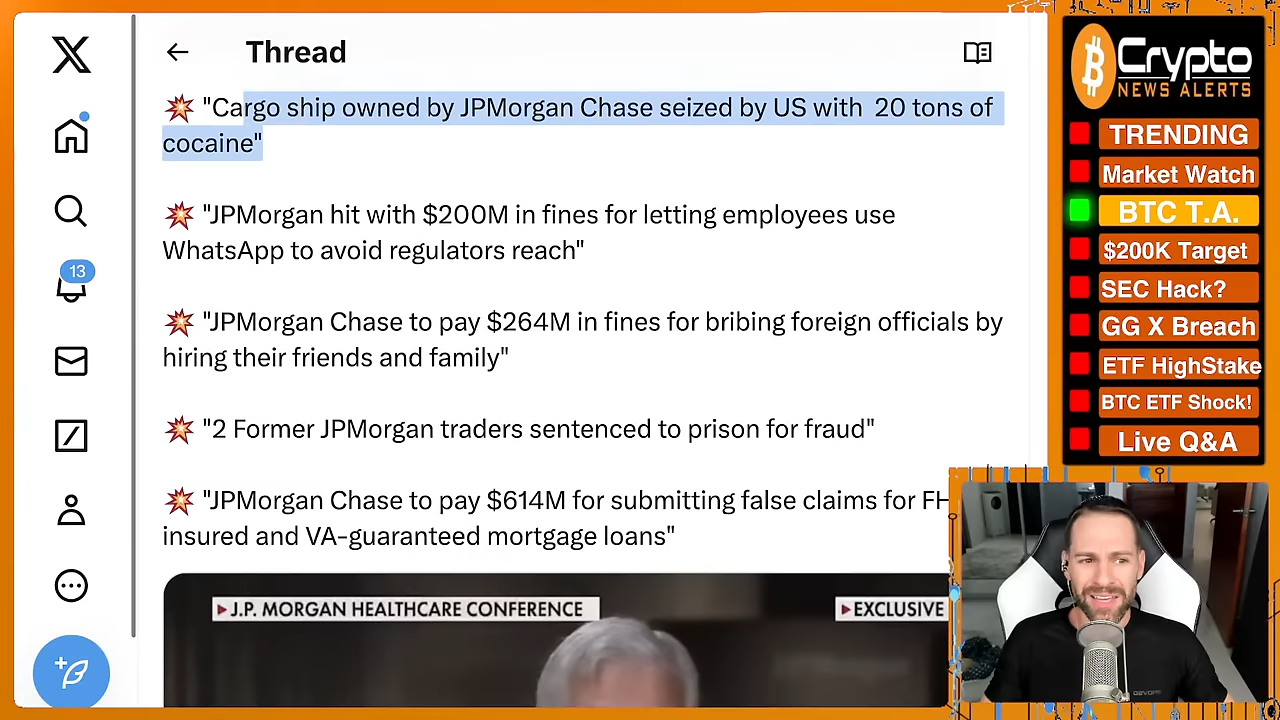 Thread
"Cargo ship owned by JPMorgan Chase seized by US with 20 tons of
cocaine"
"JPMorgan hit with $200M in fines for letting employees use
WhatsApp to avoid regulators reach"
"JPMorgan Chase to pay $264M in fines for bribing foreign officials by
hiring their friends and family"
"2 Former JPMorgan traders sentenced to prison for fraud"
"JPMorgan Chase to pay $614M for submitting false claims for FH
insured and VA-guaranteed mortgage loans"
J.P. MORGAN HEALTHCARE CONFERENCE
EXCLUSIVE
13
Crypto
NEWS ALERTS
TRENDING
Market Watch
BTC T.A.
$200K Target
SEC Hack?
GG X Breach
ETF HighStake
BTC ETF Shock!
Live Q&A